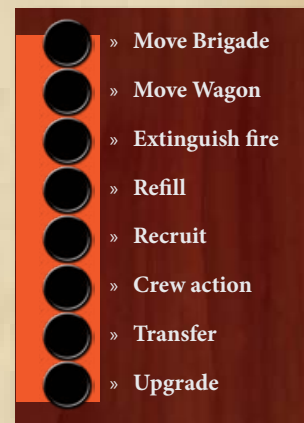 » Move Brigade
» Move Wagon
» Extinguish fire
» Refill
» Recruit
» Crew action
» Transfer
» Upgrade